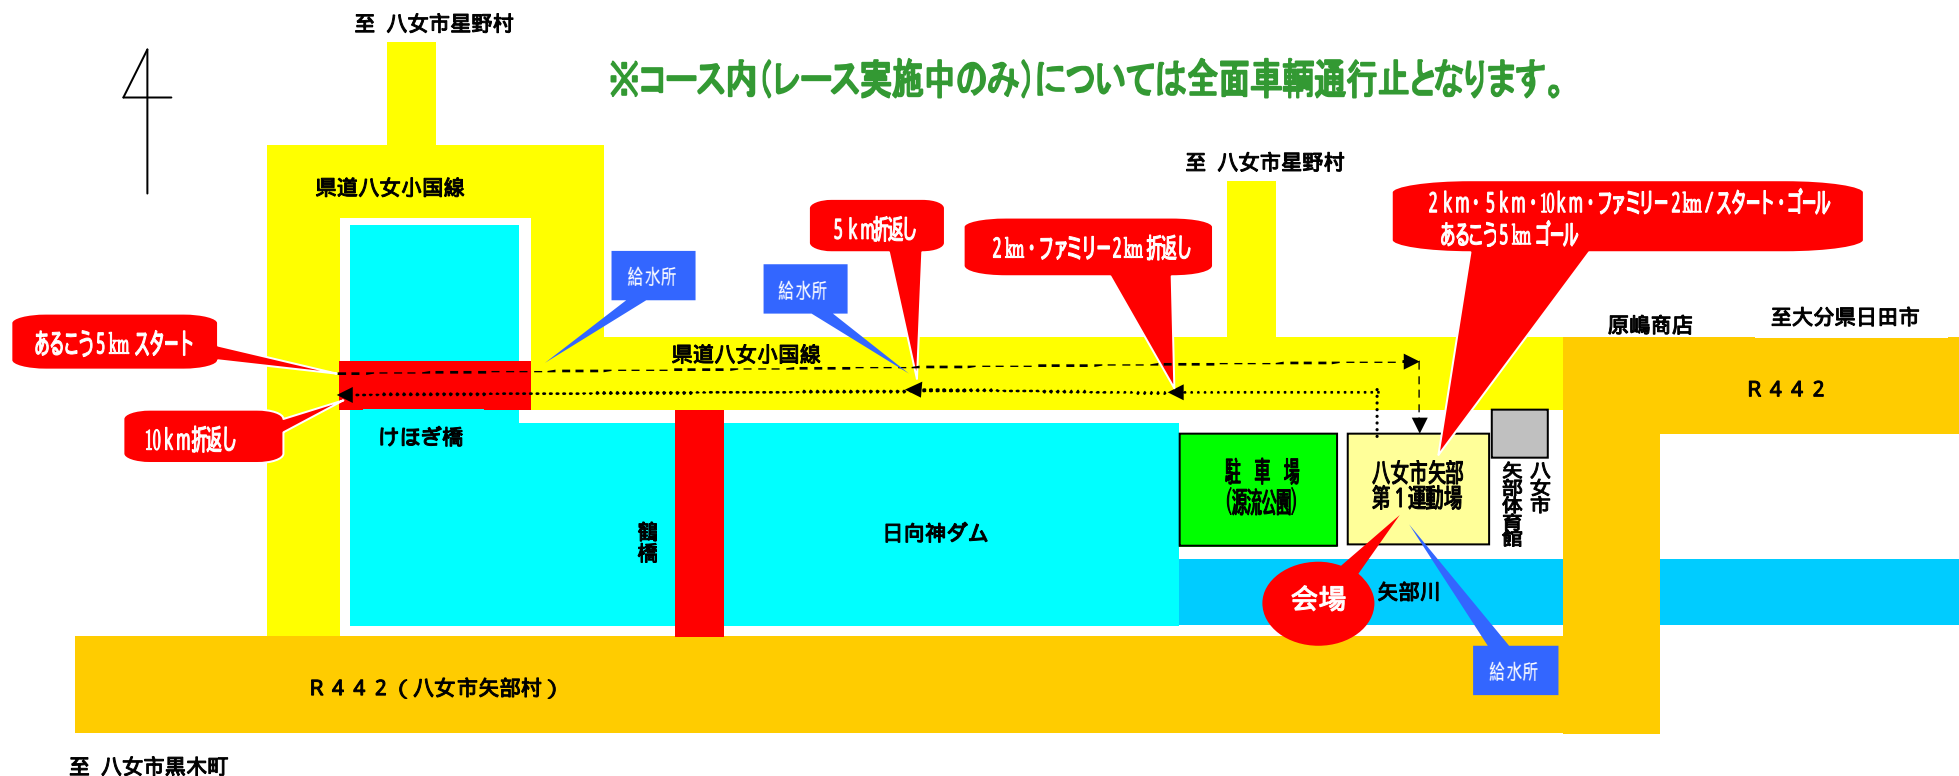 至 八女市星野村
※コース内(レース実施中のみ)については全面車輌通行止となります。
至 八女市星野村
県道八女小国線
2km・5km・10km・ファミリー2km/スタート・ゴール
あるこう5kmゴール
5km折返し
2km・ファミリー2km折返し
給水所
給水所
原嶋商店
至大分県日田市
あるこう5kmスタート
県道八女小国線
R442
10km折返し
けほぎ橋
駐 車 場
(源流公園)
八女市矢部
第1運動場
八女市
矢部体育館
鶴橋
日向神ダム
会場
矢部川
給水所
R442(八女市矢部村)
至 八女市黒木町